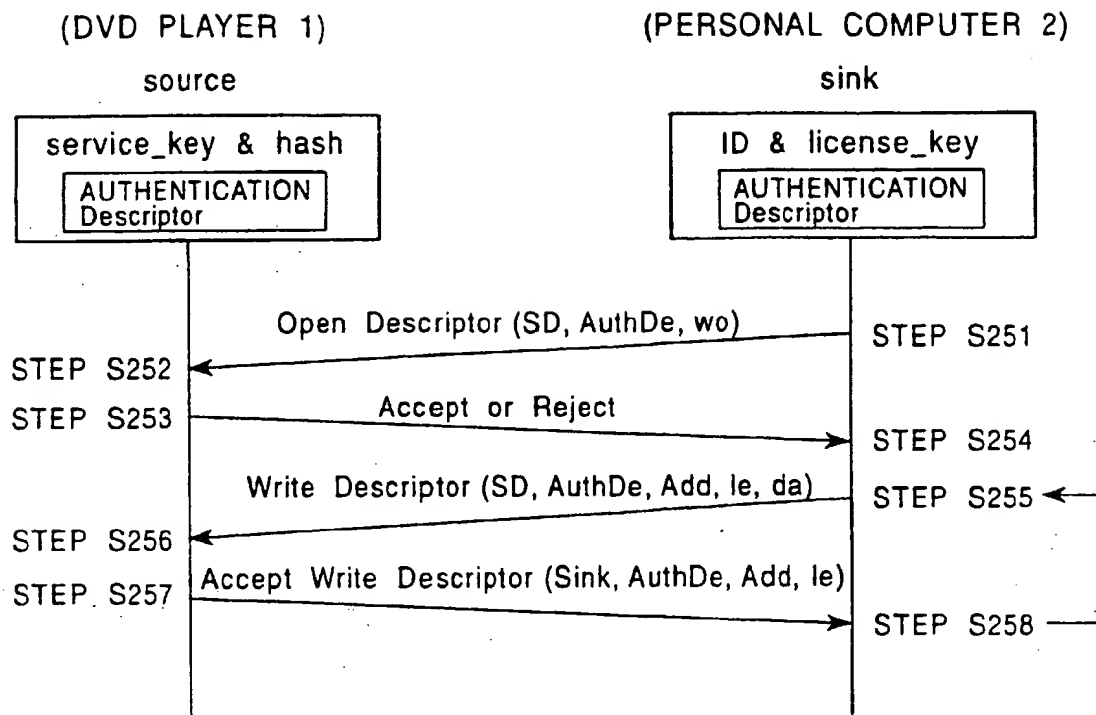 (DVD PLAYER 1)
(PERSONAL COMPUTER 2)
source
sink
service_key & hash
AUTHENTICATION
Descriptor
ID & license_key
AUTHENTICATION
Descriptor
Open Descriptor (SD, AuthDe, wo)
STEP S251
STEP S252
STEP S253
Accept or Reject
STEP S254
Write Descriptor (SD, AuthDe, Add, le, da)
STEP S255
STEP S256
STEP S257
Accept Write Descriptor (Sink, AuthDe, Add, le)
STEP S258